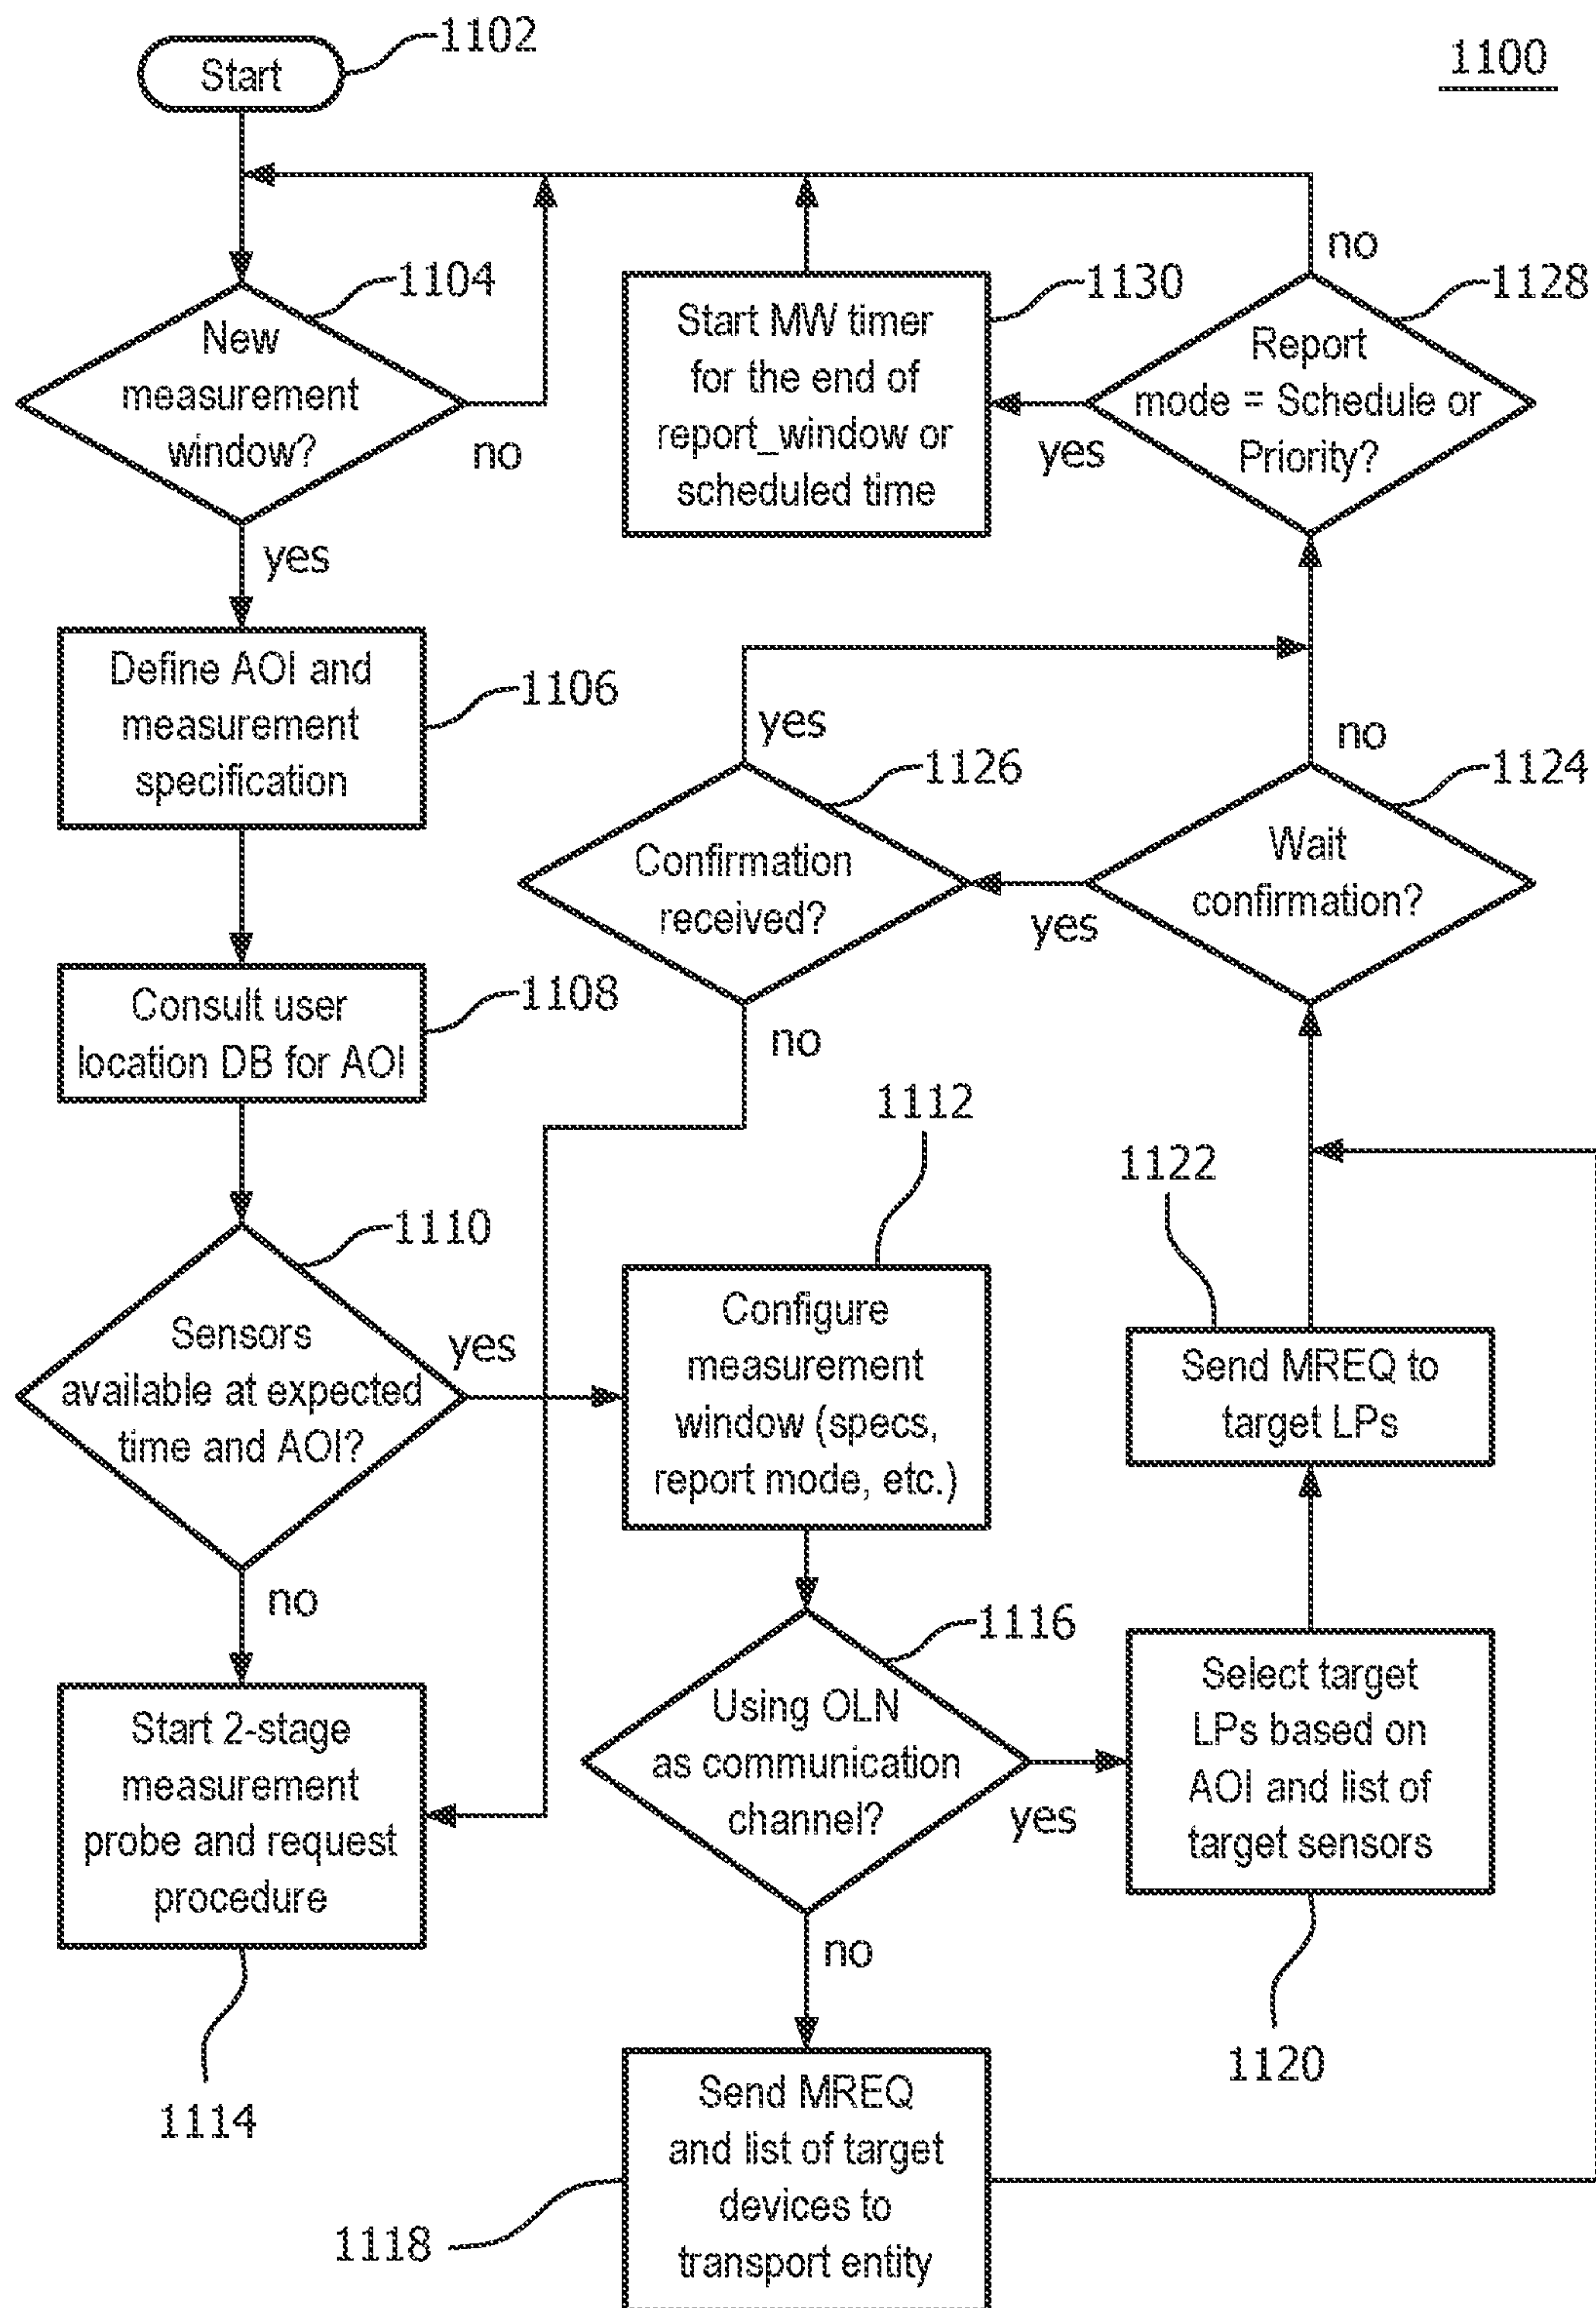 1102
Start
1100
no
1104
1130
1128
New
measurement
window?
no
Start MW timer
for the end of
report_window or
scheduled time
Report
mode = Schedule or
Priority?
yes
yes
Define AOI and
measurement
specification
1106
yes
no
1126
1124
Confirmation
received?
Wait
confirmation?
yes
Consult user
location DB for AOI
1108
no
1112
1122
1110
Sensors
available at expected
time and AOI?
yes
Configure
measurement
window (specs,
report mode, etc.)
Send MREQ to
target LPs
no
1116
Start 2-stage
measurement
probe and request
procedure
Using OLN
as communication
channel?
yes
Select target
LPs based on
AOI and list of
target sensors
no
1114
1120
Send MREQ
and list of target
devices to
transport entity
1118